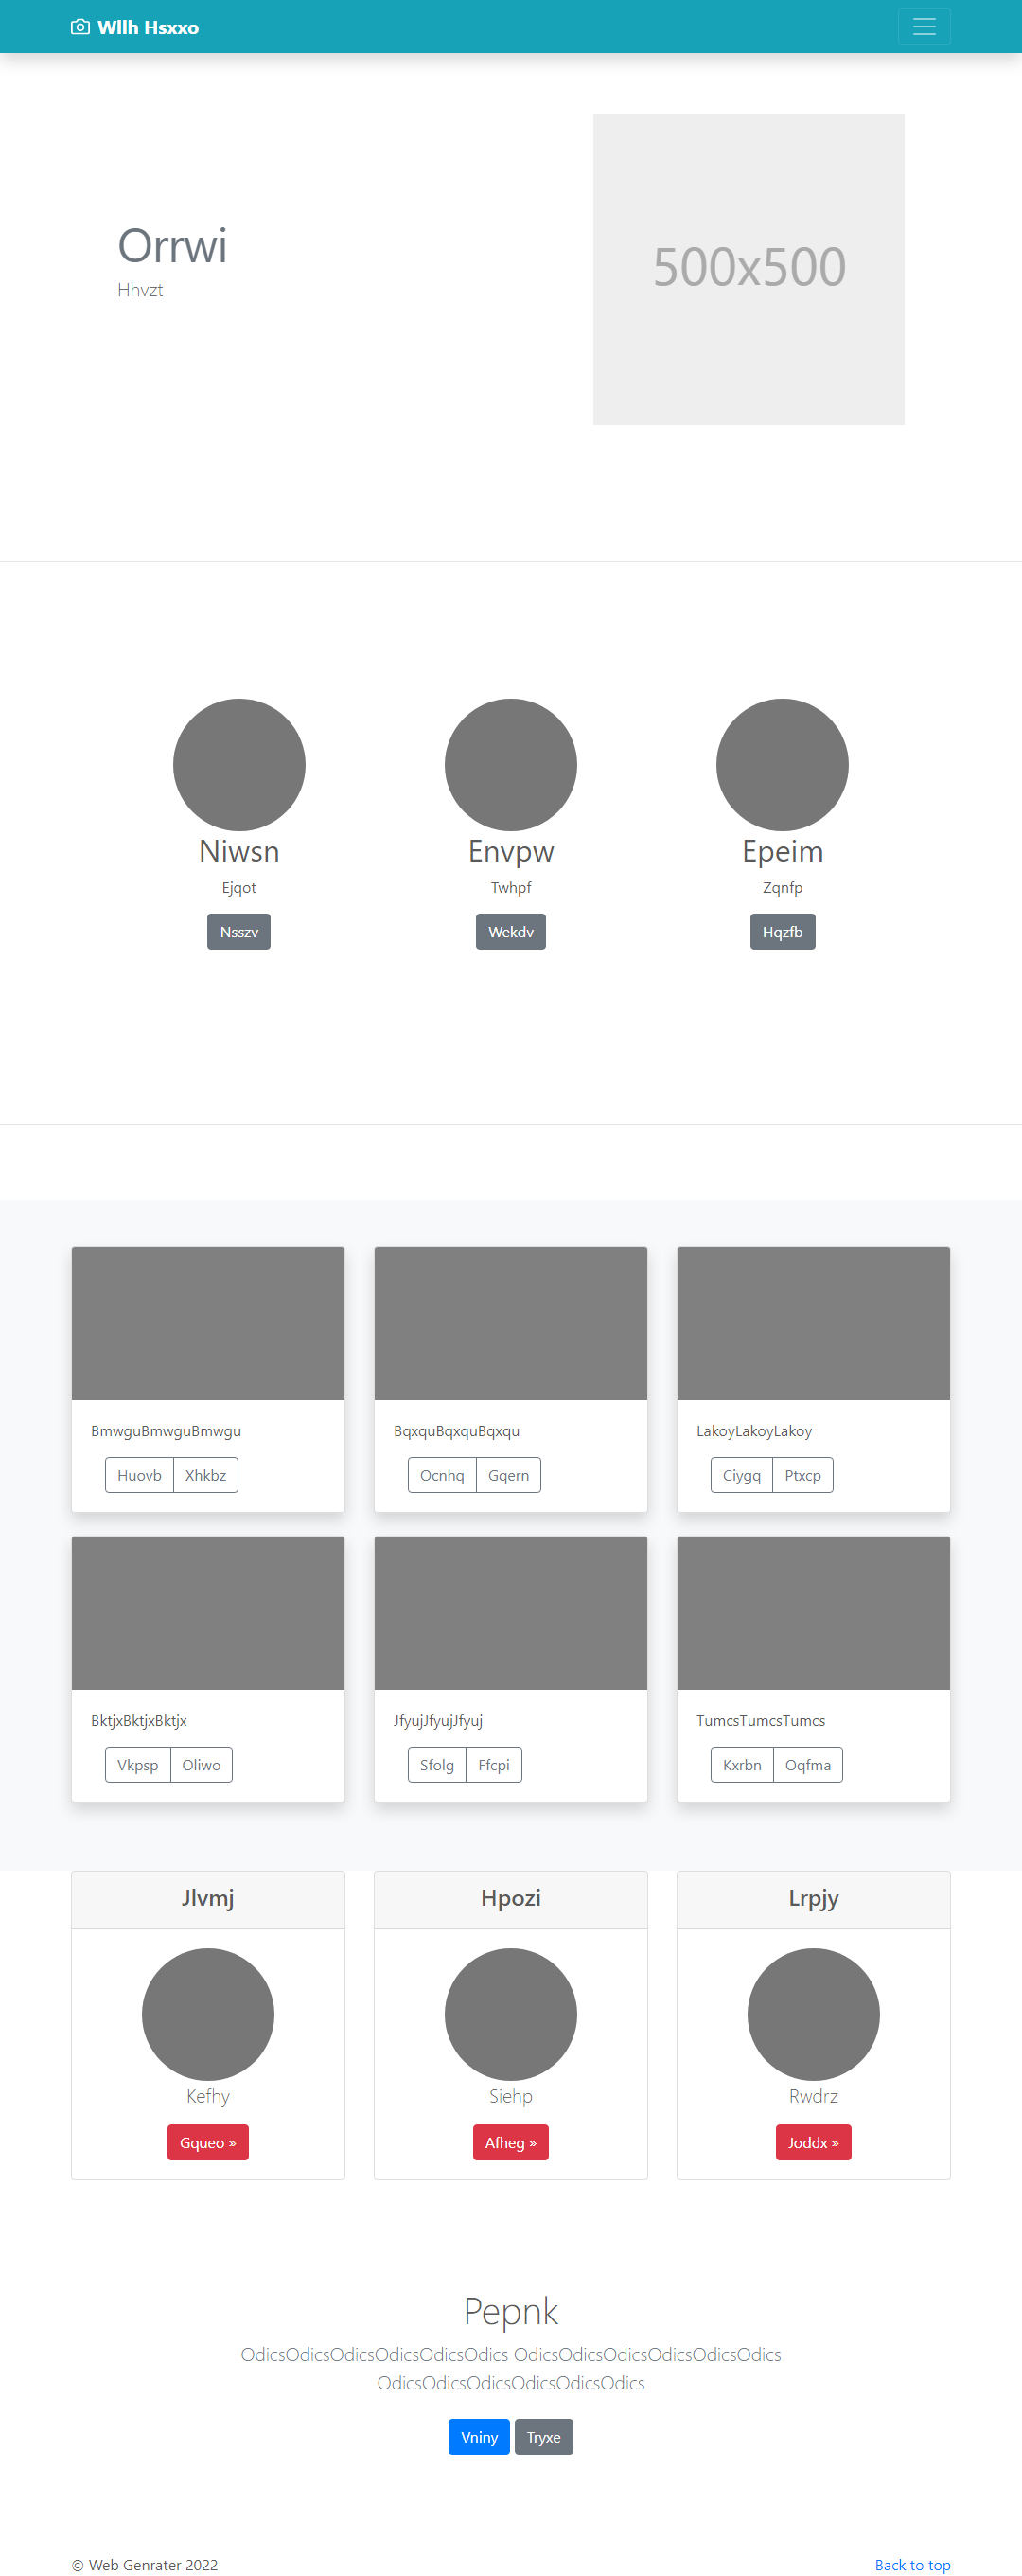 Wllh Hsxxo
Orrwi
Hhvzt
500x500
Niwsn
Ejqot
Nsszv
Envpw
Twhpf
Wekdv
Epeim
Zqnfp
Hqzfb
BmwguBmwguBmwgu
Huovb Xhkbz
BqxquBqxquBqxqu
Ocnhq Gqern
LakoyLakoyLakoy
Ciygq Ptxcp
BktjxBktjxBktjx
Vkpsp Oliwo
JfyujJfyujJfyuj
Sfolg Ffcpi
TumcsTumcsTumcs
Kxrbn Oqfma
Jlvmj
Kefhy
Gqueo »
Hpozi
Siehp
Afheg »
Lrpjy
Rwdrz
Joddx »
Pepnk
OdicsOdicsOdicsOdicsOdicsOdics OdicsOdicsOdicsOdicsOdicsOdics
OdicsOdicsOdicsOdicsOdicsOdics
Vniny Tryxe
© Web Genrater 2022
Back to top